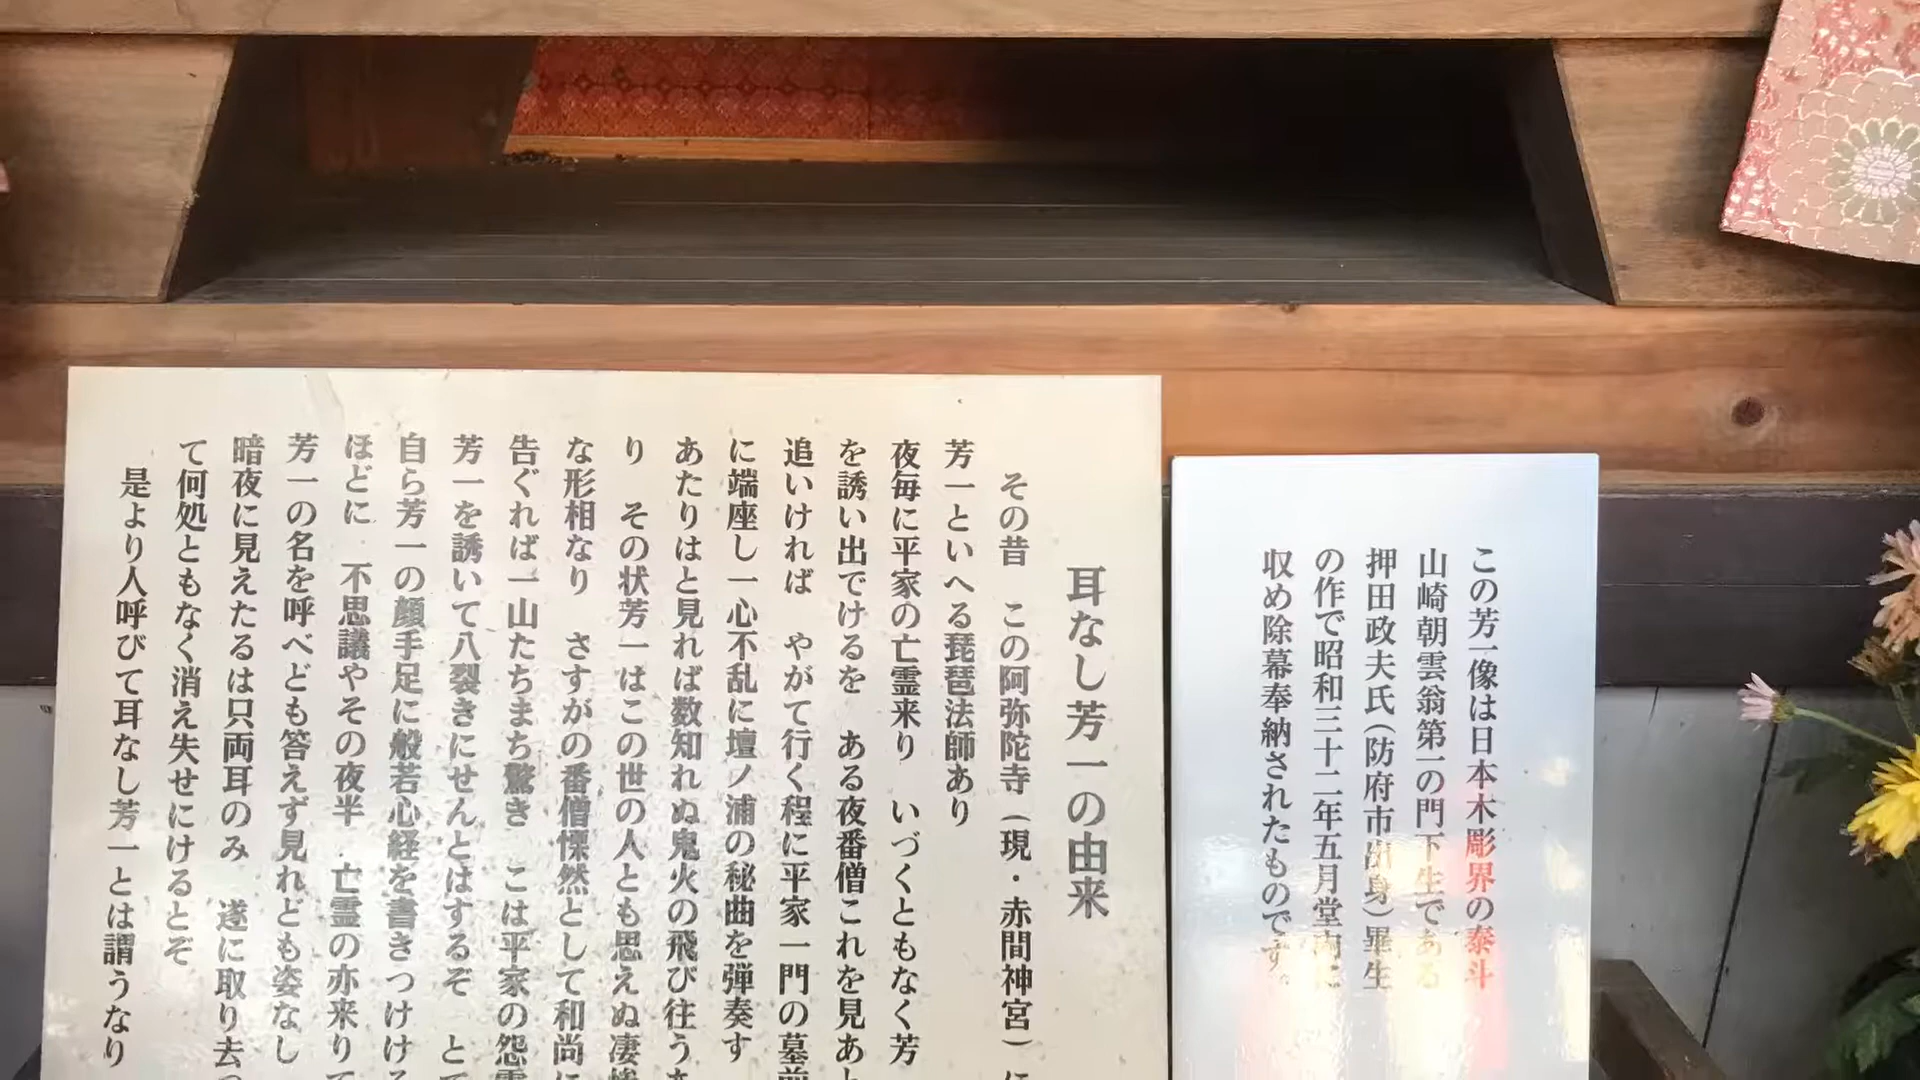 この芳一像は日本木彫界の泰斗
山崎朝雲翁第一の門下生である
押田政夫氏（防府市出身）畢生
の作で昭和三十二年五月堂内に
収め除幕奉納されたものです。
耳なし芳一の由来
その昔　この阿弥陀寺（現・赤間神宮）に
芳一といへる琵琶法師あり
夜毎に平家の亡霊来り　いづくともなく芳
を誘い出でけるを　ある夜番僧これを見あ
追いければ　やがて行く程に平家一門の墓前
に端座し一心不乱に壇ノ浦の秘曲を弾奏す
あたりはと見れば数知れぬ鬼火の飛び往う
り　その状芳一はこの世の人とも思えぬ凄惨
な形相なり　さすがの番僧慄然として和尚に
告ぐれば一山たちまち驚き　こは平家の怨霊
芳一を誘いて八裂きにせんとはするぞ　と
自ら芳一の顔手足に般若心経を書きつける
ほどに　不思議やその夜半　亡霊の亦来りて
芳一の名を呼べども答えず見れども姿なし
暗夜に見えたるは只両耳のみ　遂に取り去っ
て何処ともなく消え失せにけるとぞ
是より人呼びて耳なし芳一とは謂うなり